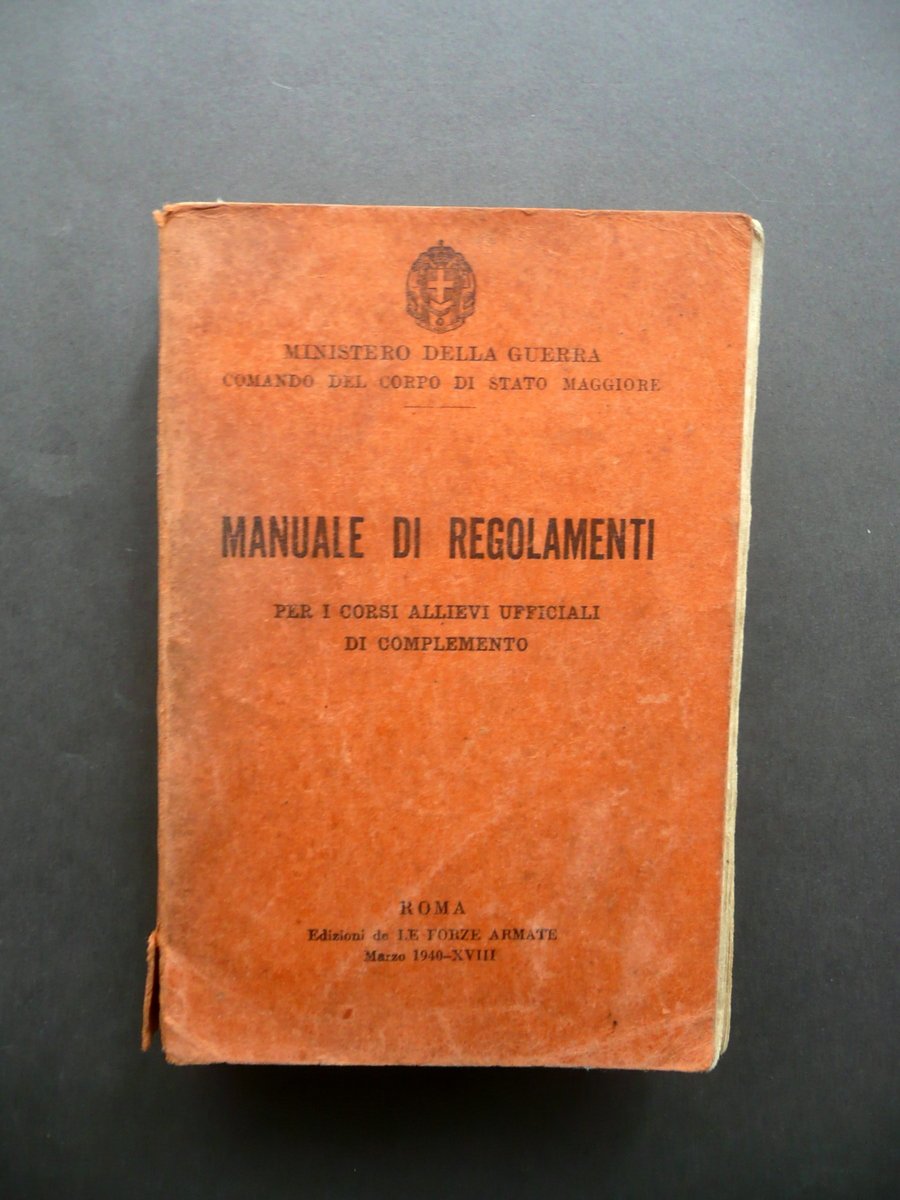 MINISTERO DELLA GUERRA
COMANDO DEL CORPO DI STATO MAGGIORE
MANUALE DI REGOLAMENTI
PER I CORSI ALLIEVI UFFICIALI
DI COMPLEMENTO
ROMA
Edizioni de LE FORZE ARMATE
Marzo 1940-XVIII